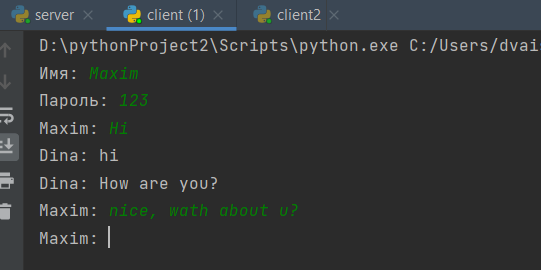 server client (1) client2
D:\pythonProject2\Scripts\python.exe C:/Users/dvai
Имя: Maxim
Пароль: 123
Maxim: Hi
Dina: hi
Dina: How are you?
Maxim: nice, wath about u?
Maxim: